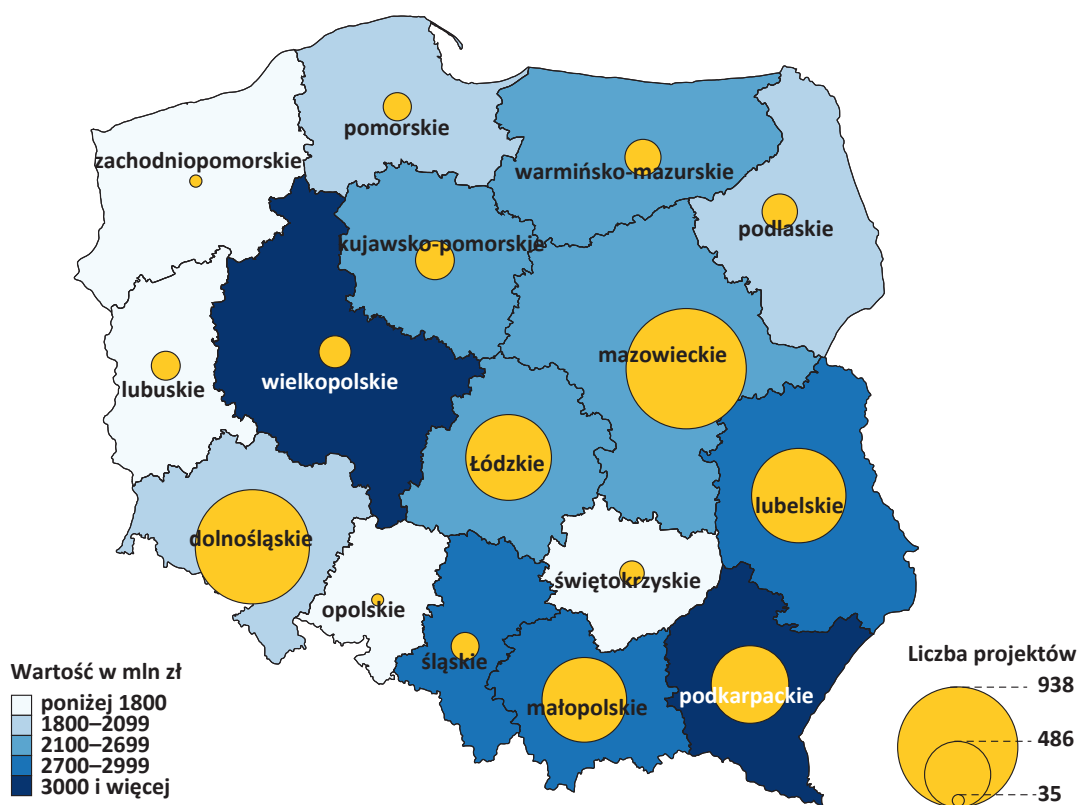 pomorskie
zachodniopomorskie
warmińsko-mazurskie
podlaskie
kujawsko-pomorskie
mazowieckie
lubuskie
wielkopolskie
Łódzkie
lubelskie
dolnośląskie
świętokrzyskie
opolskie
śląskie
małopolskie
podkarpackie
Wartość w mln zł
poniżej 1800
1800–2099
2100–2699
2700–2999
3000 i więcej
Liczba projektów
938
486
35